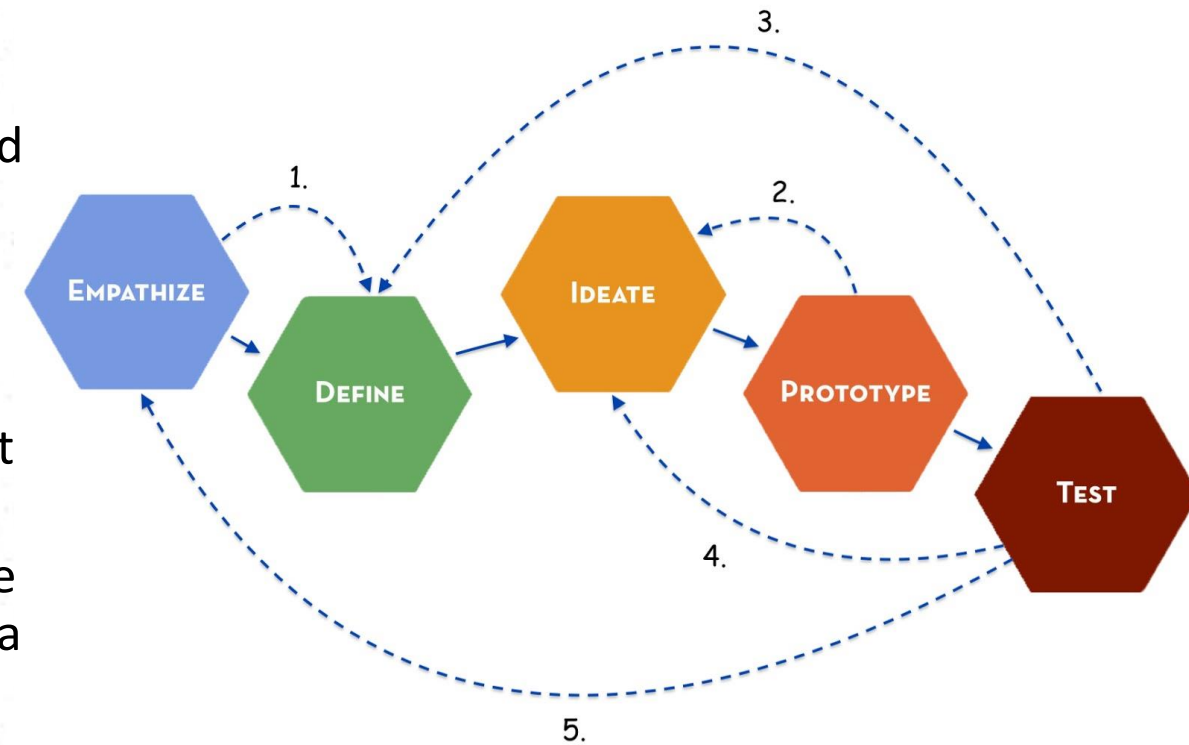 3.
d
1.
2.
EMPATHIZE
IDEATE
DEFINE
PROTOTYPE
t
TEST
4.
e
a
5.